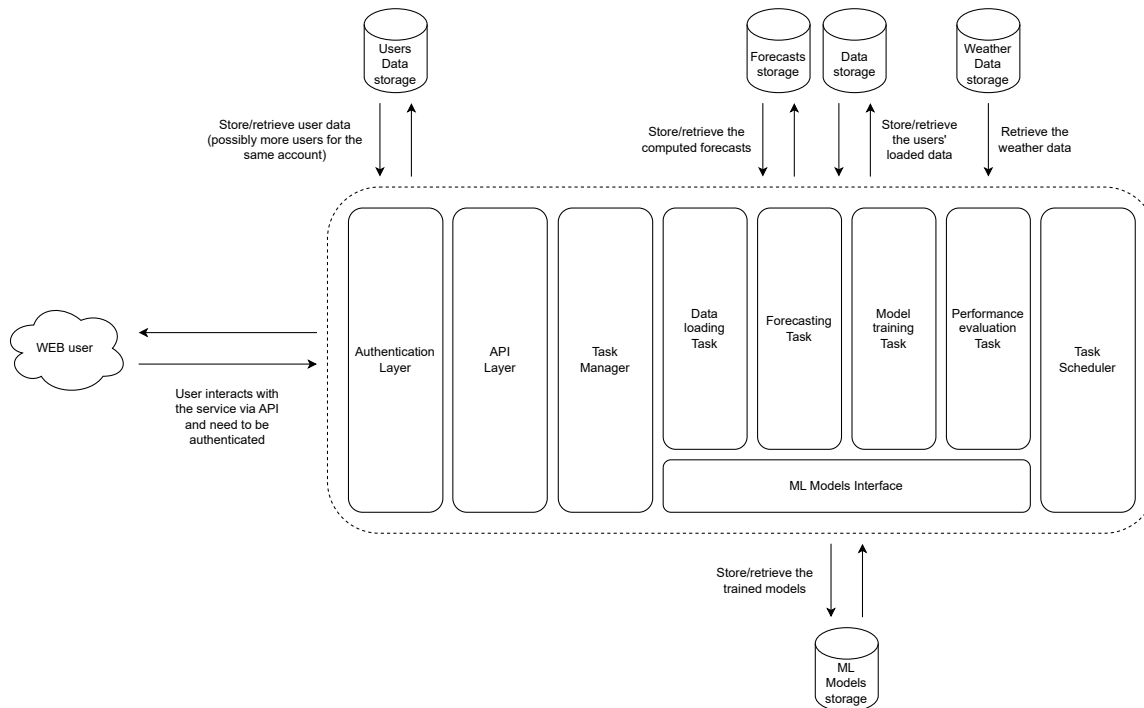 Users
Data
storage
Forecasts
storage
Data
storage
Weather
Data
storage
Store/retrieve user data
(possibly more users for the
same account)
Store/retrieve the
computed forecasts
Store/retrieve
the users'
loaded data
Retrieve the
weather data
WEB user
User interacts with
the service via API
and need to be
authenticated
Authentication
Layer
API
Layer
Task
Manager
Data
loading
Task
Forecasting
Task
Model
training
Task
Performance
evaluation
Task
Task
Scheduler
ML Models Interface
Store/retrieve the
trained models
ML
Models
storage